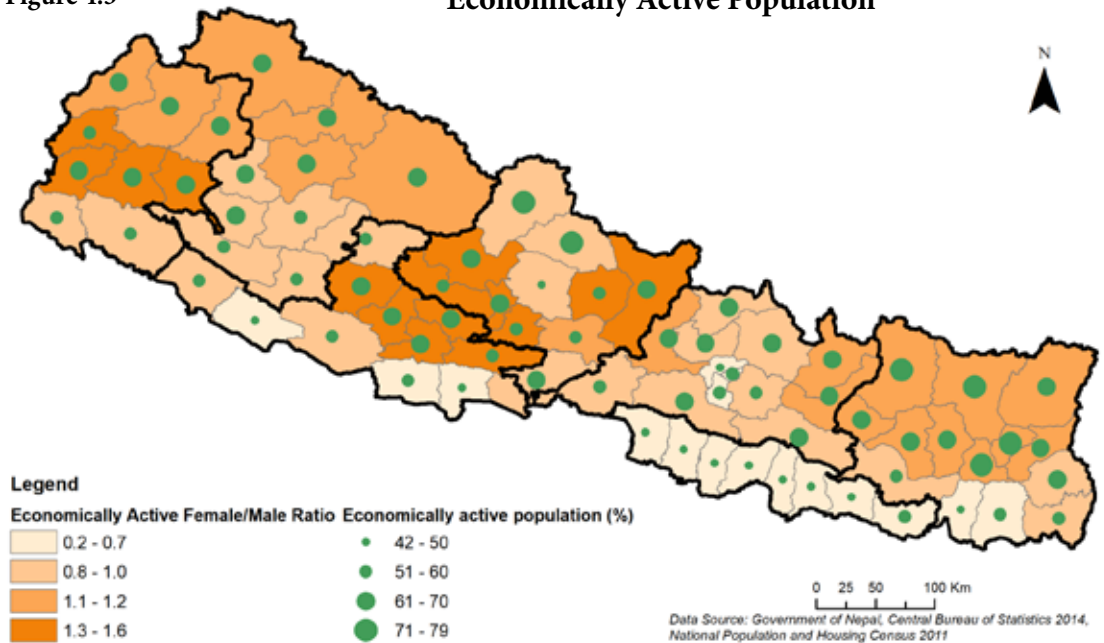 Figure 1.3
Economically Active Population
N
Legend
Economically Active Female/Male Ratio
0.2 - 0.7
0.8 - 1.0
1.1 - 1.2
1.3 - 1.6
Economically active population (%)
42 - 50
51 - 60
61 - 70
71 - 79
0 25 50 100 Km
Data Source: Government of Nepal, Central Bureau of Statistics 2014,
National Population and Housing Census 2011